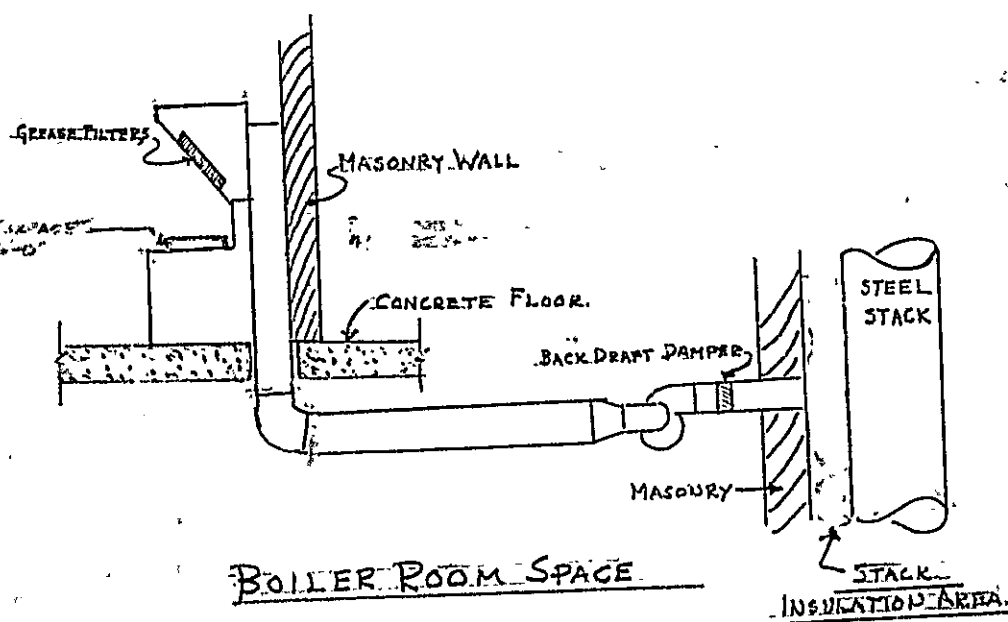 GREASE FILTERS
MASONRY WALL
CONCRETE FLOOR.
BACK DRAFT DAMPER
STEEL
STACK
MASONRY
BOILER ROOM SPACE
STACK
INSULATION AREA.